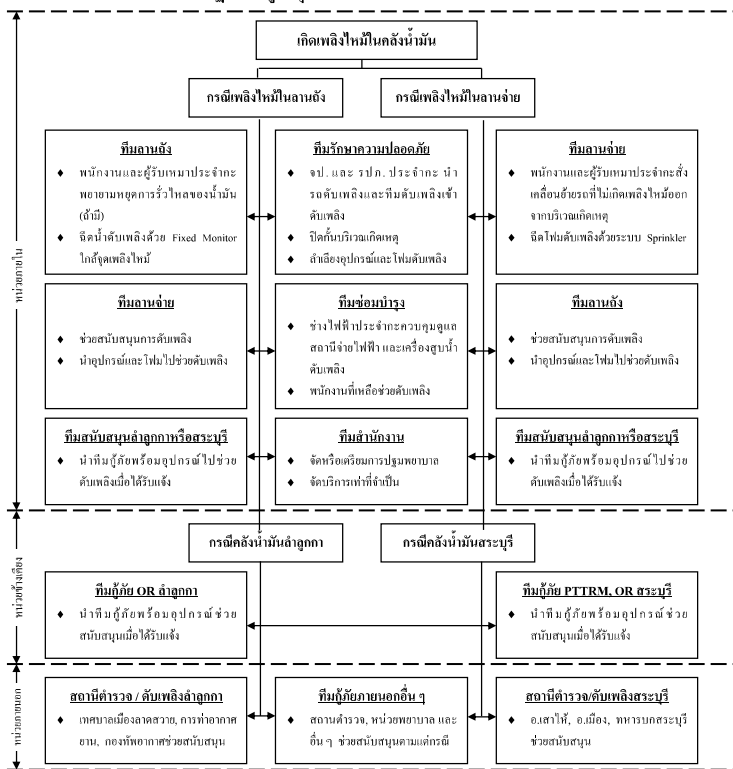 เกิดเพลิงไหม้ในคลังน้ำมัน
กรณีเพลิงไหม้ในลานถัง
กรณีเพลิงไหม้ในลานจ่าย
หน่วยภายใน
ทีมลานถัง
♦ พนักงานและผู้รับเหมาประจำกะ
พยายามหยุดการรั่วไหลของน้ำมัน
(ถ้ามี)
♦ ฉีดน้ำดับเพลิงด้วย Fixed Monitor
ใกล้จุดเพลิงไหม้
ทีมรักษาความปลอดภัย
♦ จป. และ รปภ. ประจำกะ นำ
รถดับเพลิงและทีมดับเพลิงเข้า
ดับเพลิง
♦ ปิดกั้นบริเวณเกิดเหตุ
♦ ลำเลียงอุปกรณ์และโฟมดับเพลิง
ทีมลานจ่าย
♦ พนักงานและผู้รับเหมาประจำกะสั่ง
เคลื่อนย้ายรถที่ไม่เกิดเพลิงไหม้ออก
จากบริเวณเกิดเหตุ
♦ ฉีดโฟมดับเพลิงด้วยระบบ Sprinkler
ทีมลานจ่าย
♦ ช่วยสนับสนุนการดับเพลิง
♦ นำอุปกรณ์และโฟมไปช่วยดับเพลิง
ทีมซ่อมบำรุง
♦ ช่างไฟฟ้าประจำกะควบคุมดูแล
สถานีจ่ายไฟฟ้า และเครื่องสูบน้ำ
ดับเพลิง
♦ พนักงานที่เหลือช่วยดับเพลิง
ทีมลานถัง
♦ ช่วยสนับสนุนการดับเพลิง
♦ นำอุปกรณ์และโฟมไปช่วยดับเพลิง
ทีมสนับสนุนลำลูกกาหรือสระบุรี
♦ นำทีมกู้ภัยพร้อมอุปกรณ์ไปช่วย
ดับเพลิงเมื่อได้รับแจ้ง
ทีมสำนักงาน
♦ จัดหรือเตรียมการปฐมพยาบาล
♦ จัดบริการเท่าที่จำเป็น
ทีมสนับสนุนลำลูกกาหรือสระบุรี
♦ นำทีมกู้ภัยพร้อมอุปกรณ์ไปช่วย
ดับเพลิงเมื่อได้รับแจ้ง
หน่วยข้างเคียง
กรณีคลังน้ำมันลำลูกกา
กรณีคลังน้ำมันสระบุรี
ทีมกู้ภัย OR ลำลูกกา
♦ นำทีมกู้ภัยพร้อมอุปกรณ์ช่วย
สนับสนุนเมื่อได้รับแจ้ง
ทีมกู้ภัย PTTRM, OR สระบุรี
♦ นำทีมกู้ภัยพร้อมอุปกรณ์ช่วย
สนับสนุนเมื่อได้รับแจ้ง
หน่วยภายนอก
สถานีตำรวจ / ดับเพลิงลำลูกกา
♦ เทศบาลเมืองลาดสวาย, การท่าอากาศ
ยาน, กองทัพอากาศช่วยสนับสนุน
ทีมกู้ภัยภายนอกอื่น ๆ
♦ สถานตำรวจ, หน่วยพยาบาล และ
อื่น ๆ ช่วยสนับสนุนตามแต่กรณี
สถานีตำรวจ/ดับเพลิงสระบุรี
♦ อ.เสาไห้, อ.เมือง, ทหารบกสระบุรี
ช่วยสนับสนุน